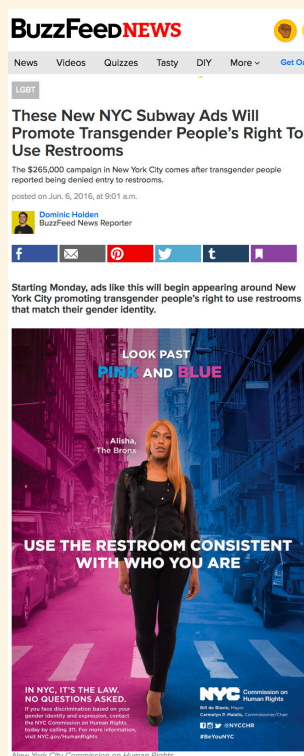 BuzzFeedNEWS
News Videos Quizzes Tasty DIY More Get Ou
LGBT
These New NYC Subway Ads Will
Promote Transgender People's Right To
Use Restrooms
The $265,000 campaign in New York City comes after transgender people
reported being denied entry to restrooms.
posted on Jun. 6, 2016, at 9:01 a.m.
Dominic Holden
BuzzFeed News Reporter
Starting Monday, ads like this will begin appearing around New
York City promoting transgender people's right to use restrooms
that match their gender identity.
LOOK PAST
PINK AND BLUE
Alisha,
The Bronx
USE THE RESTROOM CONSISTENT
WITH WHO YOU ARE
IN NYC, IT'S THE LAW.
NO QUESTIONS ASKED.
If you face discrimination based on your
gender identity and expression, contact
the NYC Commission on Human Rights
today by calling 311. For more information,
visit NYC.gov/HumanRights
NYC Commission on
Human Rights
Bill de Blasio, Mayor
Carmelyn P. Malalis, Commissioner/Chair
@NYCCHR
#BeYouNYC
New York City Commission on Human Rights